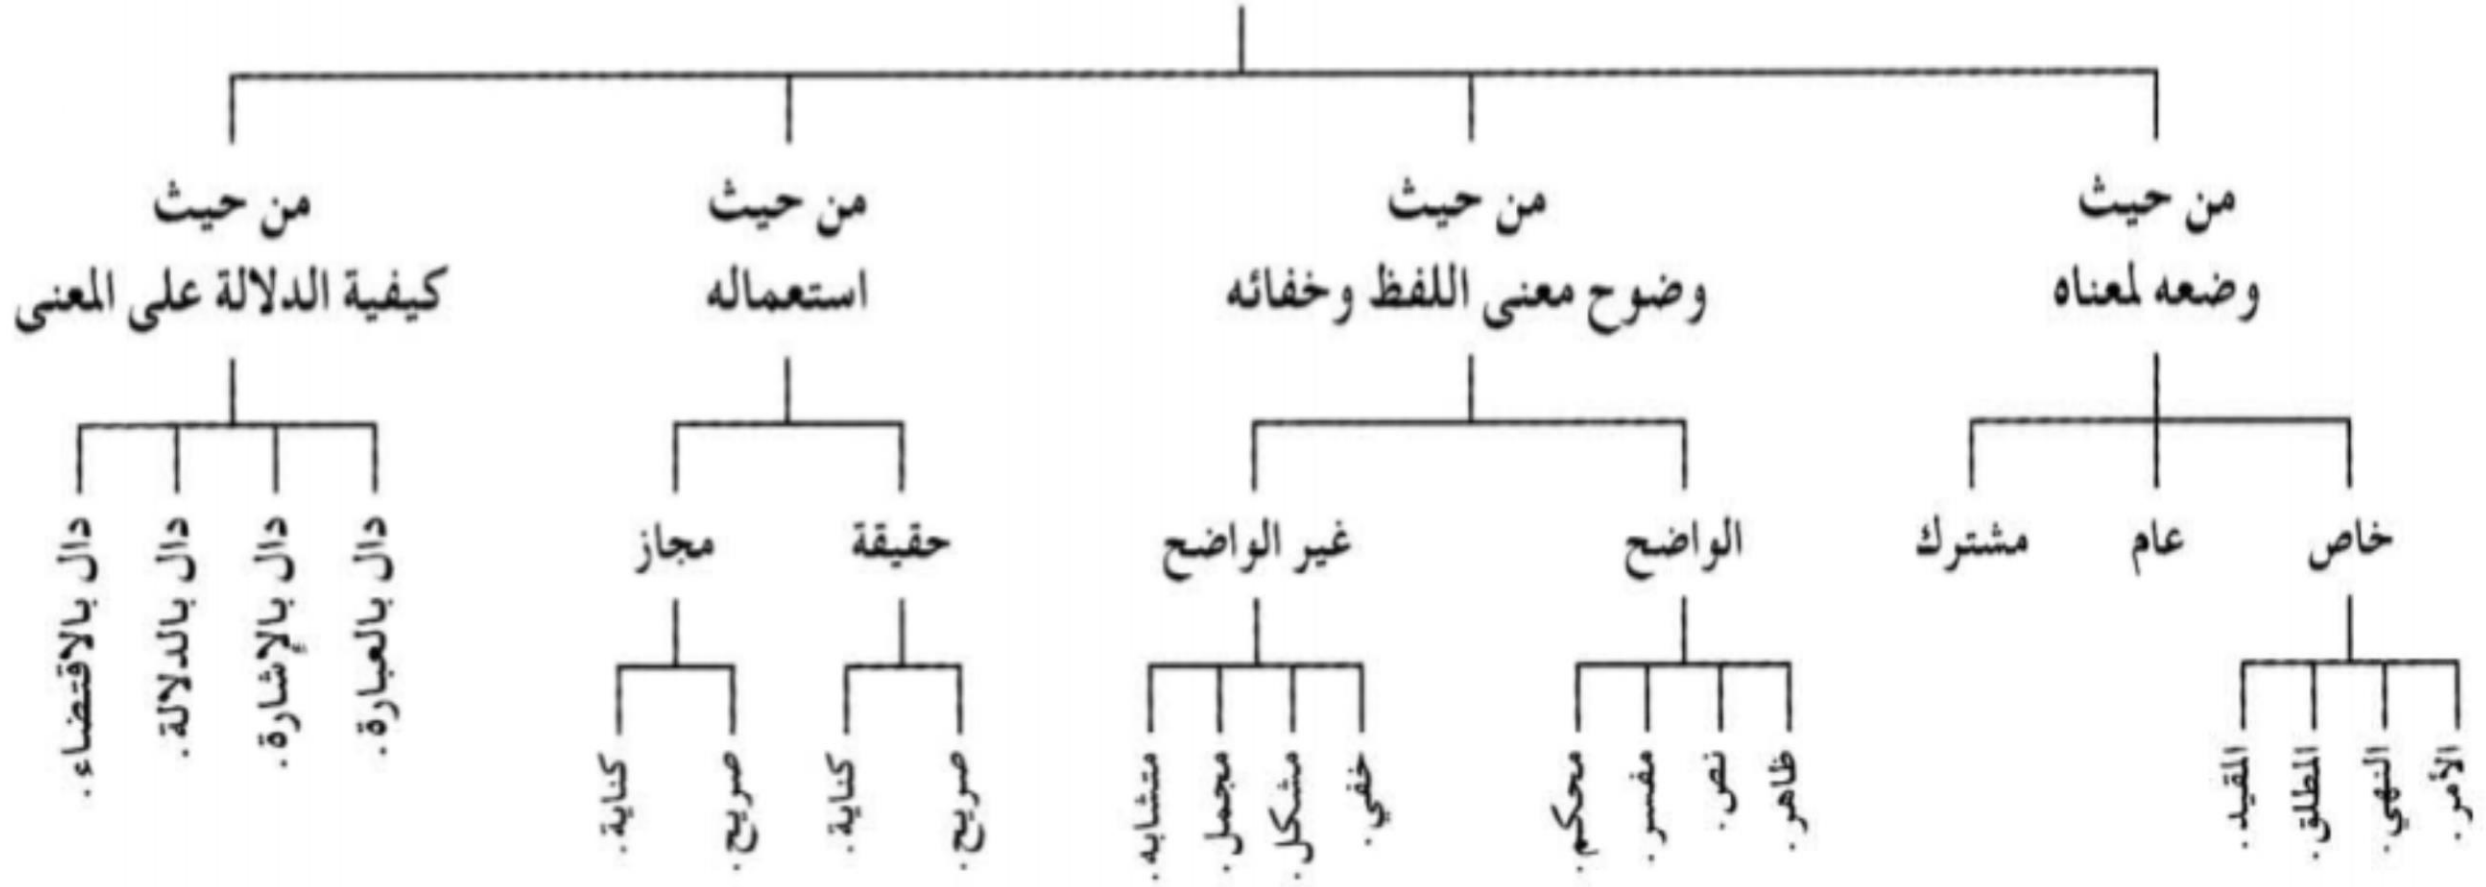 من حيث
وضعه لمعناه
من حيث
وضوح معنى اللفظ وخفائه
من حيث
استعماله
من حيث
كيفية الدلالة على المعنى
خاص
عام
مشترك
الواضح
غير الواضح
حقيقة
مجاز
دال بالعبارة.
دال بالإشارة.
دال بالدلالة.
دال بالاقتضاء.
الأمر.
النهي.
المطلق.
المقيد.
ظاهر.
نص.
مفسر.
محكم.
خفي.
مشكل.
مجمل.
متشابه.
صريح.
كناية.
صريح.
كناية.